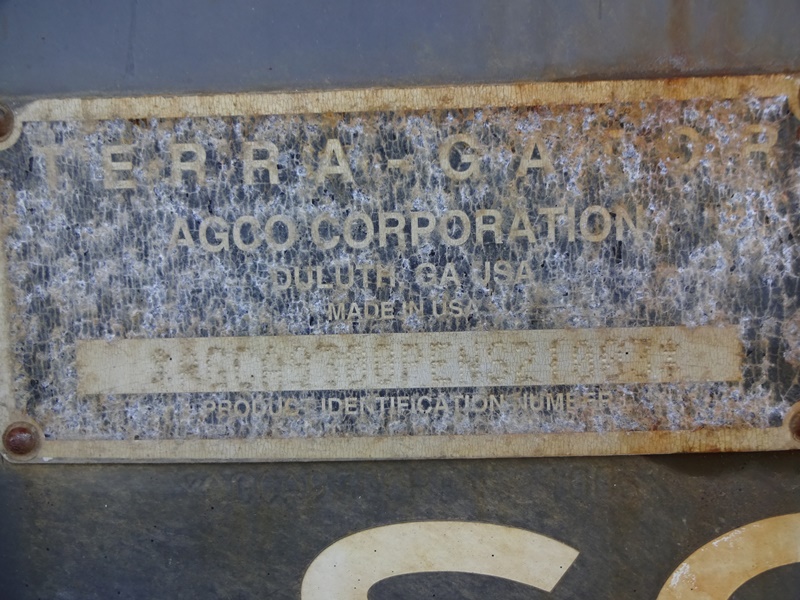 TERRA-GATOR
AGCO CORPORATION
DULUTH, GA USA
MADE IN USA
PRODUCT IDENTIFICATION NUMBER